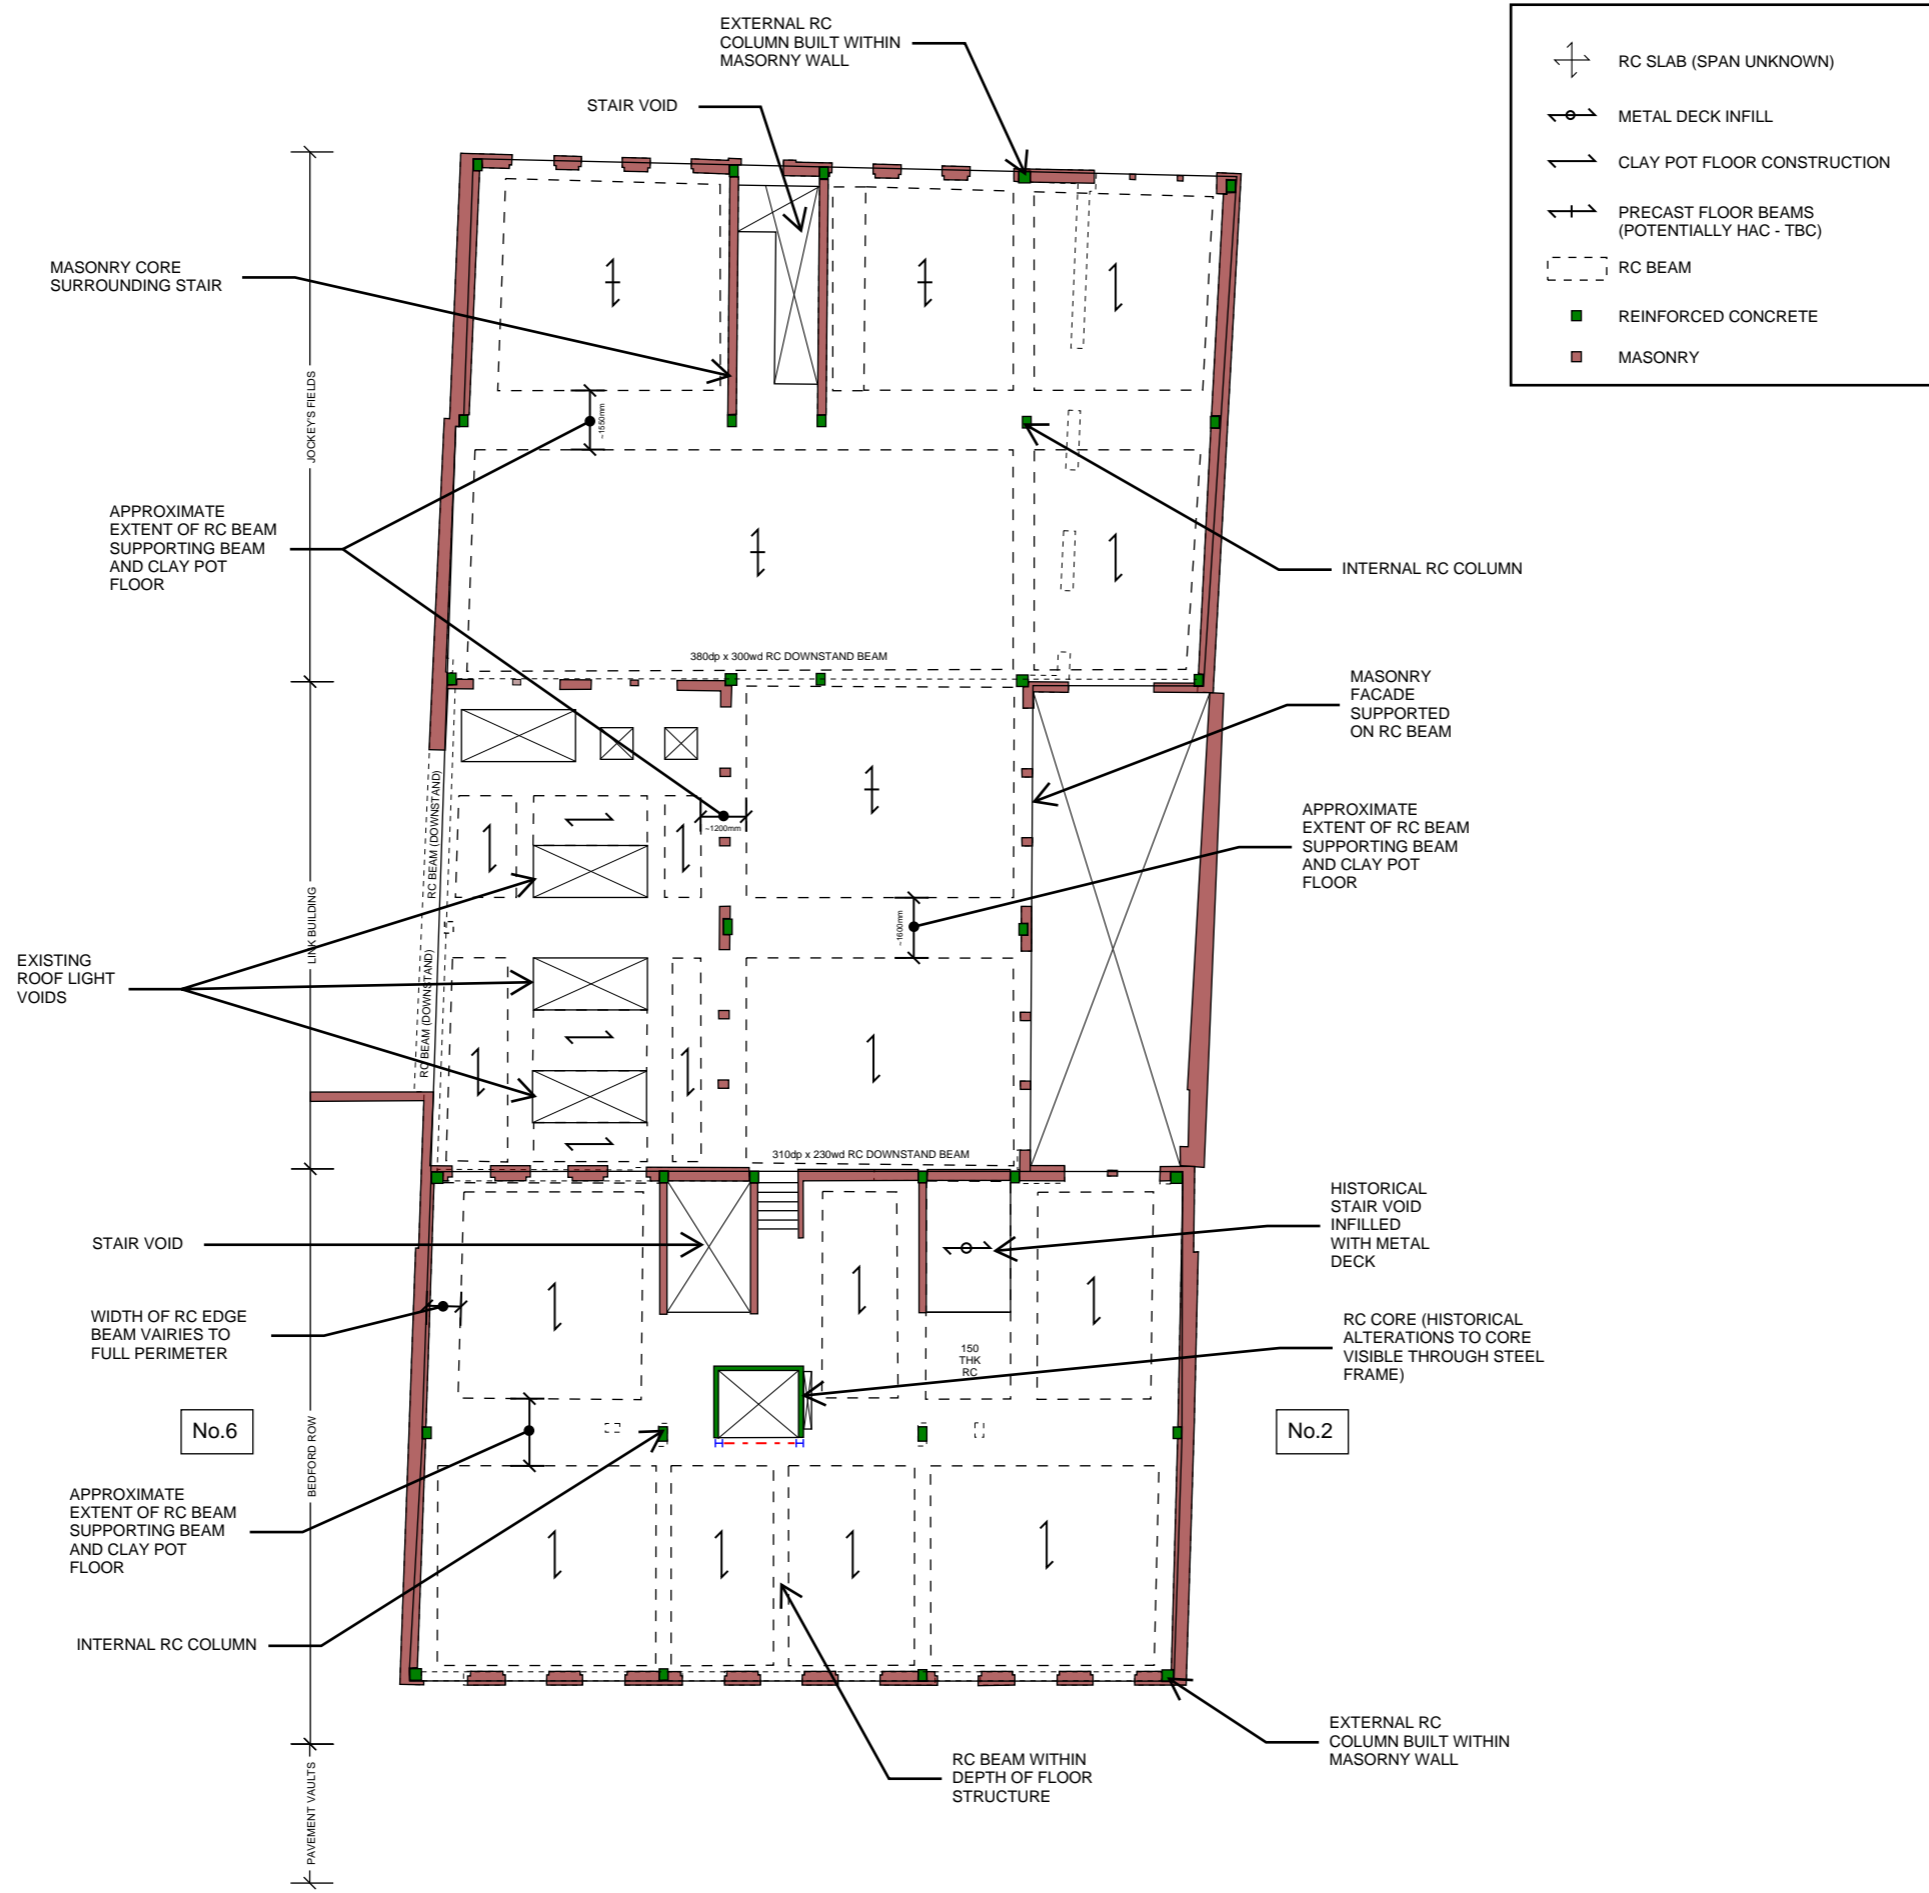 EXTERNAL RC
COLUMN BUILT WITHIN
MASORNY WALL
STAIR VOID
RC SLAB (SPAN UNKNOWN)
METAL DECK INFILL
CLAY POT FLOOR CONSTRUCTION
PRECAST FLOOR BEAMS
(POTENTIALLY HAC - TBC)
RC BEAM
REINFORCED CONCRETE
MASONRY
MASONRY CORE
SURROUNDING STAIR
JOCKEY'S FIELDS
~1550mm
APPROXIMATE
EXTENT OF RC BEAM
SUPPORTING BEAM
AND CLAY POT
FLOOR
INTERNAL RC COLUMN
380dp x 300wd RC DOWNSTAND BEAM
MASONRY
FACADE
SUPPORTED
ON RC BEAM
RC BEAM (DOWNSTAND)
~1200mm
APPROXIMATE
EXTENT OF RC BEAM
SUPPORTING BEAM
AND CLAY POT
FLOOR
~1600mm
LINK BUILDING
EXISTING
ROOF LIGHT
VOIDS
RC BEAM (DOWNSTAND)
310dp x 230wd RC DOWNSTAND BEAM
HISTORICAL
STAIR VOID
INFILLED
WITH METAL
DECK
STAIR VOID
WIDTH OF RC EDGE
BEAM VAIRIES TO
FULL PERIMETER
150
THK
RC
RC CORE (HISTORICAL
ALTERATIONS TO CORE
VISIBLE THROUGH STEEL
FRAME)
No.6
No.2
BEDFORD ROW
APPROXIMATE
EXTENT OF RC BEAM
SUPPORTING BEAM
AND CLAY POT
FLOOR
INTERNAL RC COLUMN
EXTERNAL RC
COLUMN BUILT WITHIN
MASORNY WALL
RC BEAM WITHIN
DEPTH OF FLOOR
STRUCTURE
PAVEMENT VAULTS